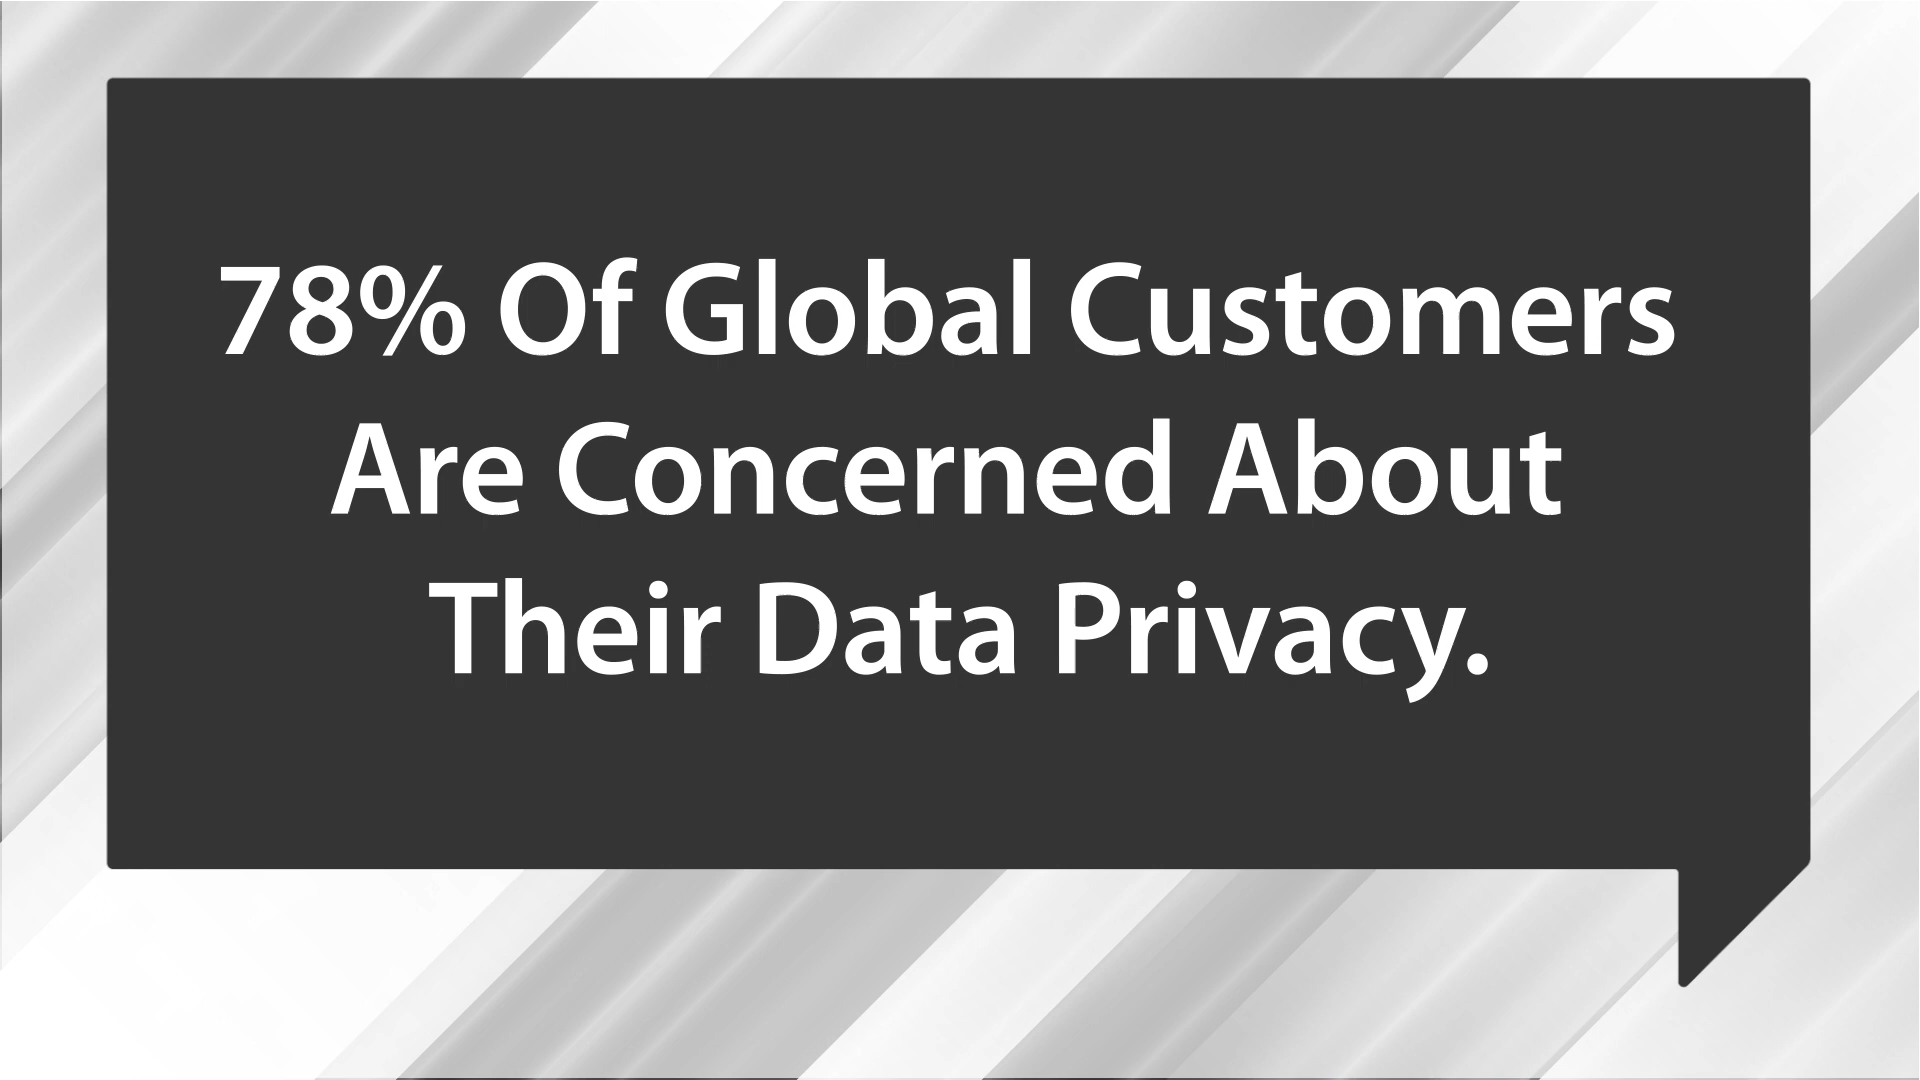 78% Of Global Customers
Are Concerned About
Their Data Privacy.